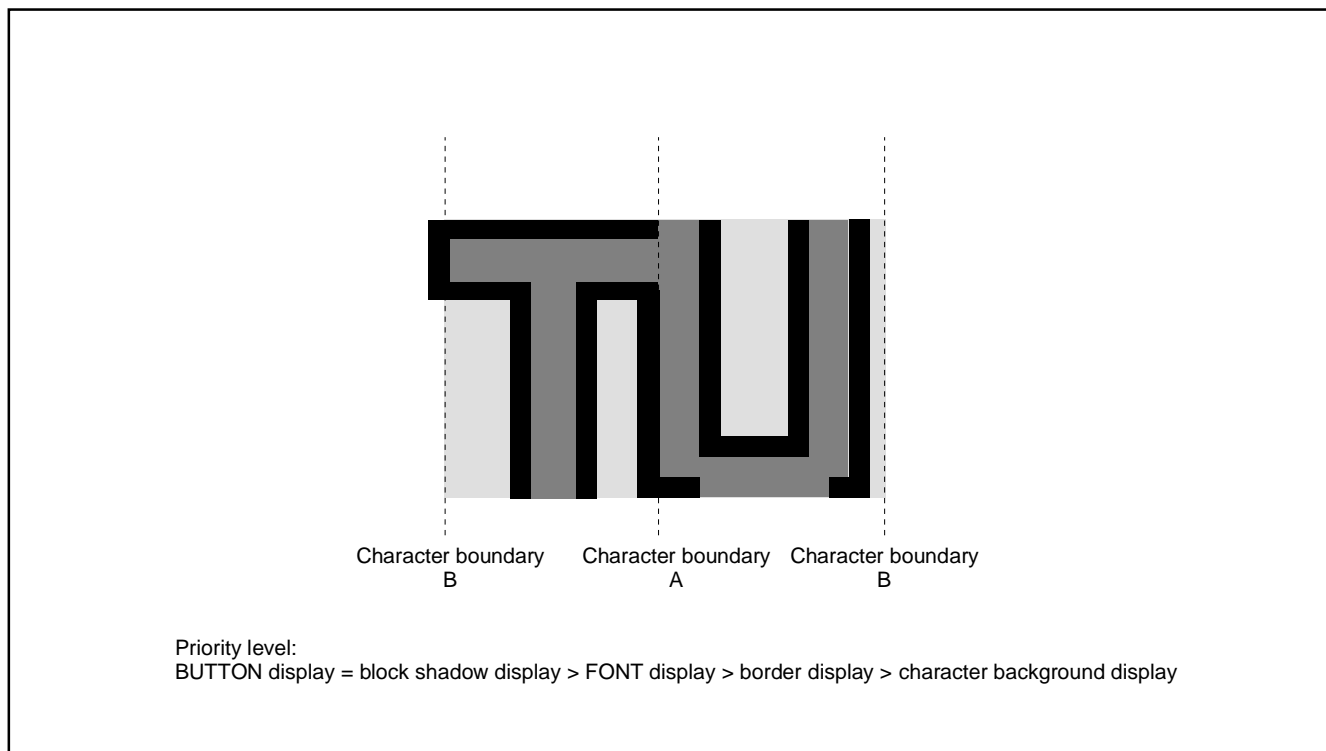 TU
Character boundary Character boundary Character boundary
B A B
Priority level:
BUTTON display = block shadow display > FONT display > border display > character background display